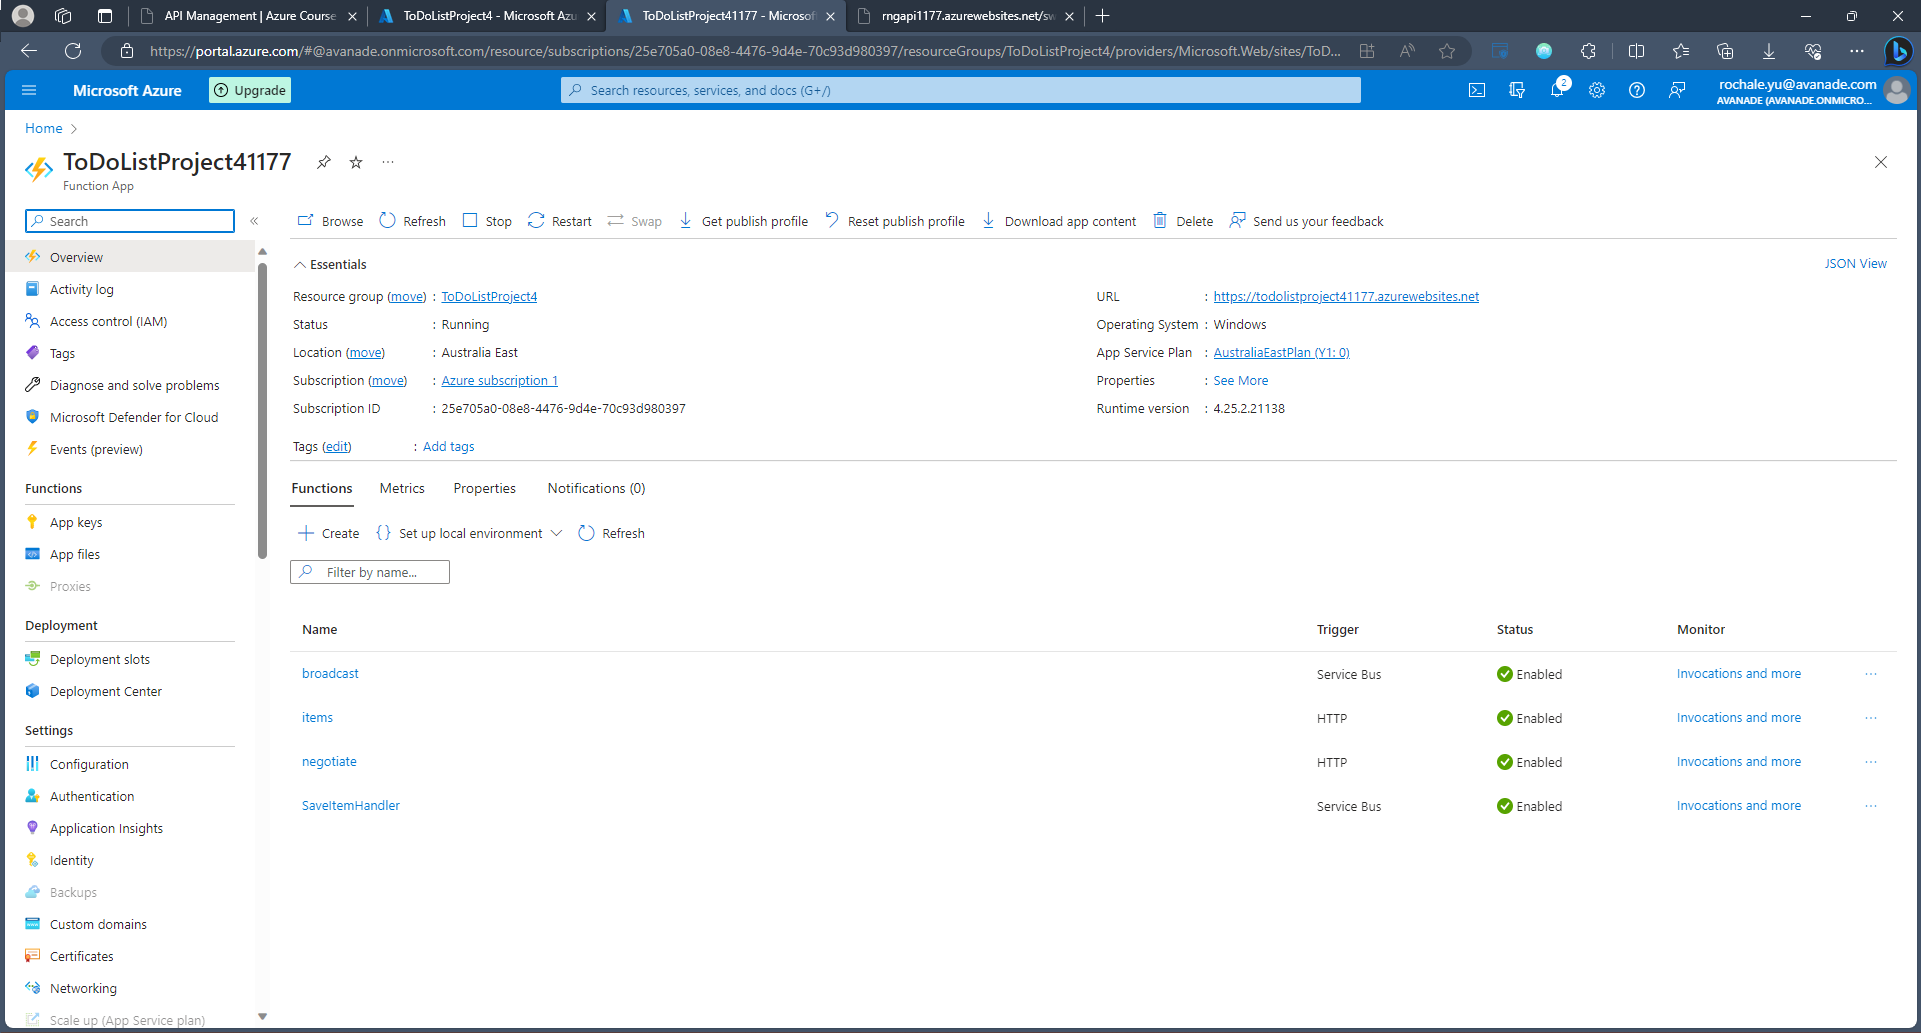 API Management | Azure Course
ToDoListProject4 - Microsoft Azu
ToDoListProject41177 - Microsof
rngapi1177.azurewebsites.net/sw
https://portal.azure.com/#@avanade.onmicrosoft.com/resource/subscriptions/25e705a0-08e8-4476-9d4e-70c93d980397/resourceGroups/ToDoListProject4/providers/Microsoft.Web/sites/ToD...
Microsoft Azure
Upgrade
Search resources, services, and docs (G+/)
2
rochale.yu@avanade.com
AVANADE (AVANADE.ONMICRO...
Home
ToDoListProject41177
Function App
Search
Browse
Refresh
Stop
Restart
Swap
Get publish profile
Reset publish profile
Download app content
Delete
Send us your feedback
Overview
Activity log
Access control (IAM)
Tags
Diagnose and solve problems
Microsoft Defender for Cloud
Events (preview)
Functions
App keys
App files
Proxies
Deployment
Deployment slots
Deployment Center
Settings
Configuration
Authentication
Application Insights
Identity
Backups
Custom domains
Certificates
Networking
Scale up (App Service plan)
Essentials
JSON View
Resource group (move) : ToDoListProject4
Status : Running
Location (move) : Australia East
Subscription (move) : Azure subscription 1
Subscription ID : 25e705a0-08e8-4476-9d4e-70c93d980397
Tags (edit) : Add tags
URL : https://todolistproject41177.azurewebsites.net
Operating System : Windows
App Service Plan : AustraliaEastPlan (Y1: 0)
Properties : See More
Runtime version : 4.25.2.21138
Functions
Metrics
Properties
Notifications (0)
Create
Set up local environment
Refresh
Filter by name...
Name Trigger Status Monitor
broadcast Service Bus Enabled Invocations and more
items HTTP Enabled Invocations and more
negotiate HTTP Enabled Invocations and more
SaveItemHandler Service Bus Enabled Invocations and more